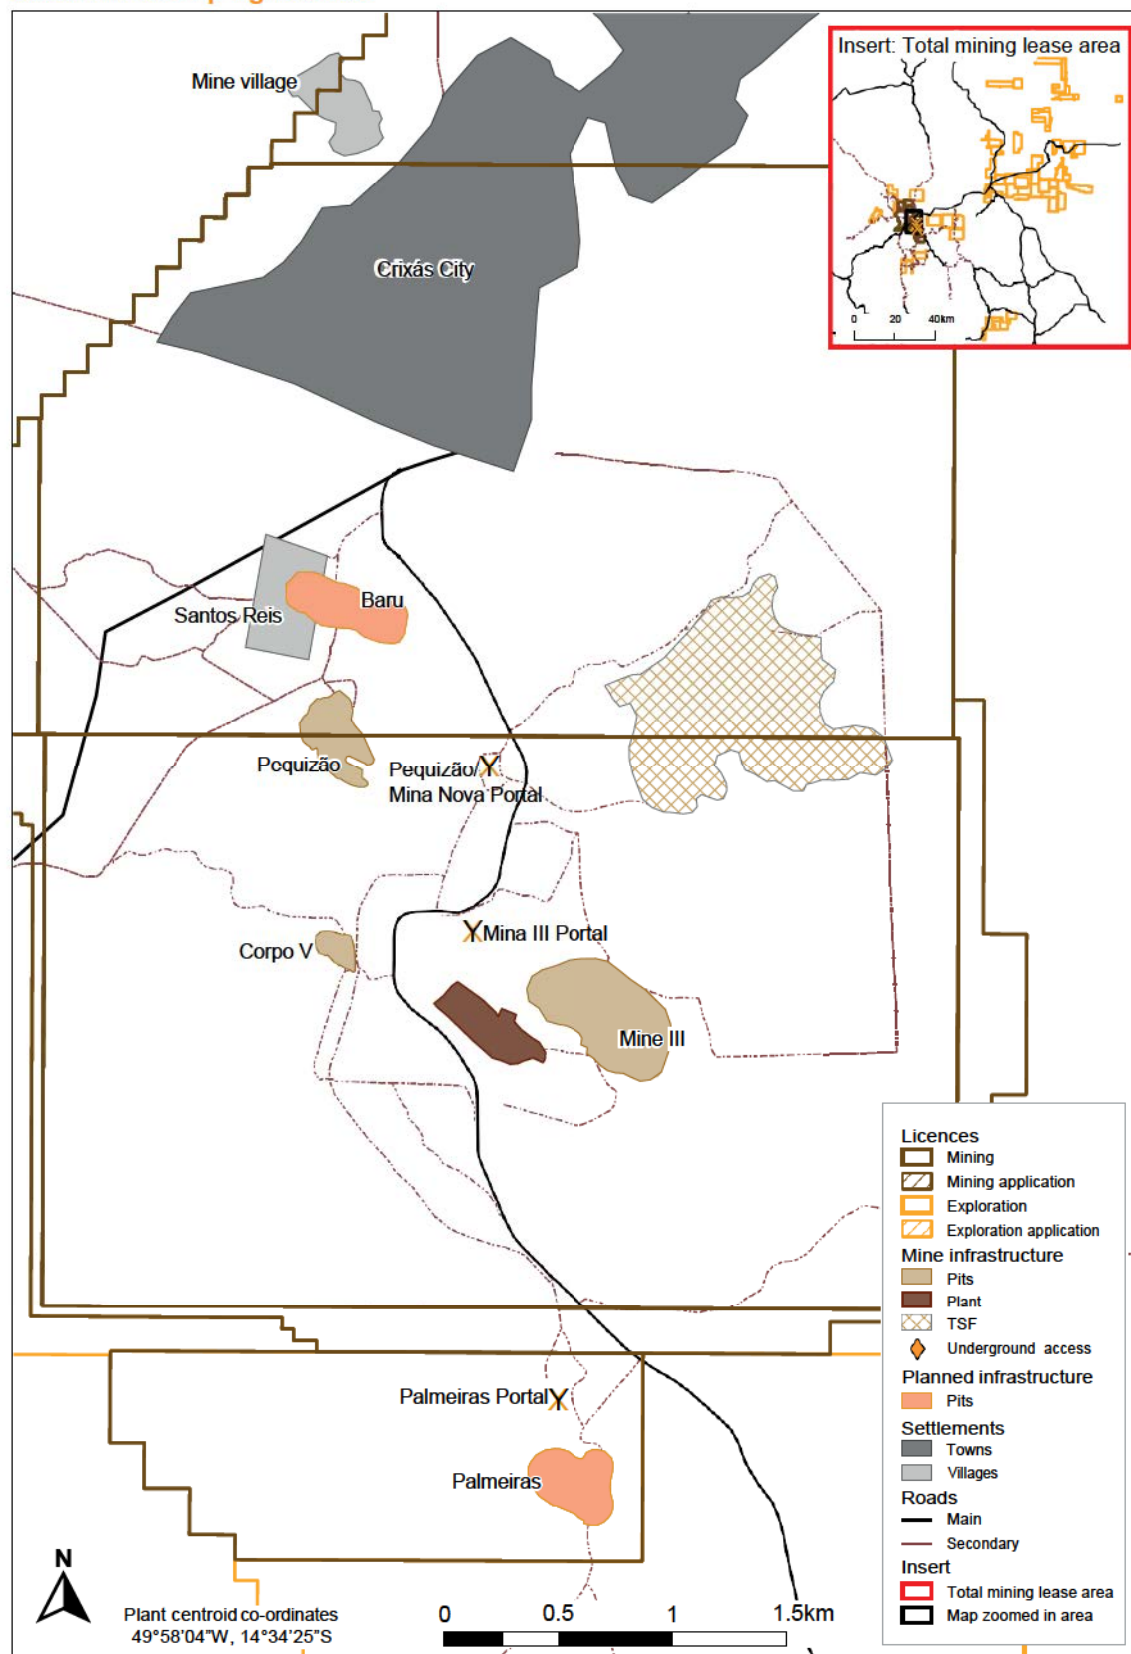 Insert: Total mining lease area
0 20 40km
Mine village
Crixás City
Santos Reis
Baru
Pequizão
Pequizão/
Mina Nova Portal
Mina III Portal
Corpo V
Mine III
Palmeiras Portal
Palmeiras
Licences
Mining
Mining application
Exploration
Exploration application
Mine infrastructure
Pits
Plant
TSF
Underground access
Planned infrastructure
Pits
Settlements
Towns
Villages
Roads
Main
Secondary
Insert
Total mining lease area
Map zoomed in area
N
Plant centroid co-ordinates
49°58'04"W, 14°34'25"S
0 0.5 1 1.5km